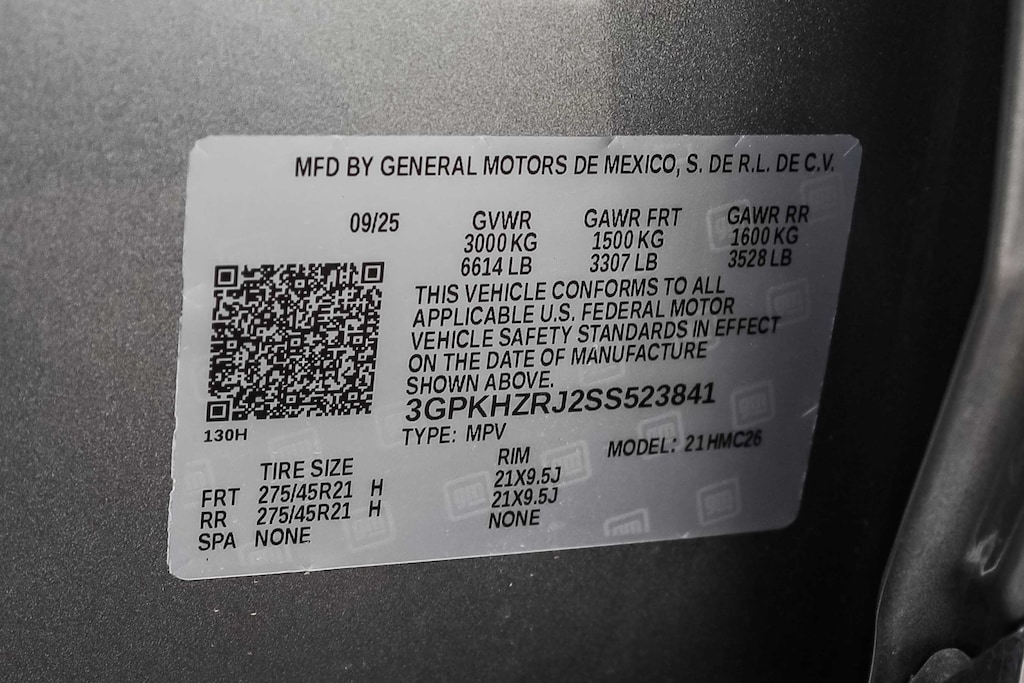 MFD BY GENERAL MOTORS DE MEXICO, S. DE R.L. DE C.V.
09/25 GVWR GAWR FRT GAWR RR
3000 KG 1500 KG 1600 KG
6614 LB 3307 LB 3528 LB
THIS VEHICLE CONFORMS TO ALL
APPLICABLE U.S. FEDERAL MOTOR
VEHICLE SAFETY STANDARDS IN EFFECT
ON THE DATE OF MANUFACTURE
SHOWN ABOVE.
3GPKHZRJ2SS523841
130H
TYPE: MPV MODEL: 21HMC26
TIRE SIZE RIM
FRT 275/45R21 H 21X9.5J
RR 275/45R21 H 21X9.5J
SPA NONE NONE
gm